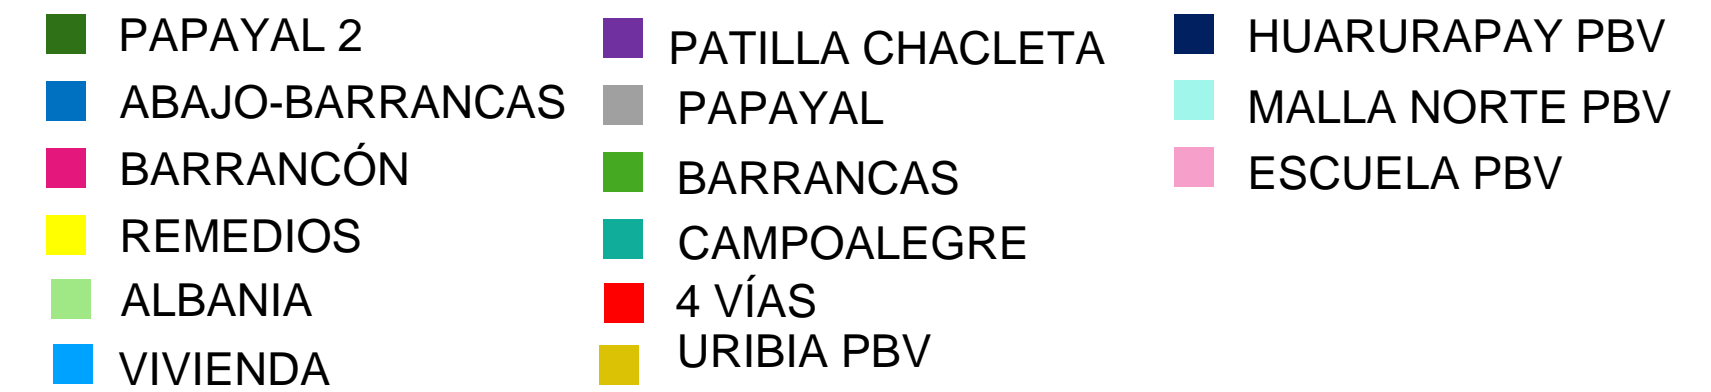 PAPAYAL 2
ABAJO-BARRANCAS
BARRANCÓN
REMEDIOS
ALBANIA
VIVIENDA
PATILLA CHACLETA
PAPAYAL
BARRANCAS
CAMPOALEGRE
4 VÍAS
URIBIA PBV
HUARURAPAY PBV
MALLA NORTE PBV
ESCUELA PBV